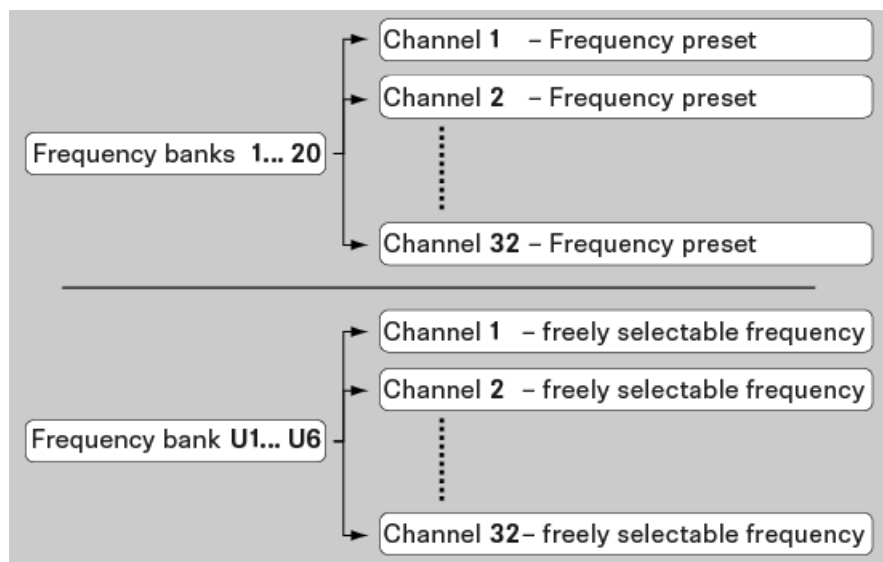 Channel 1 – Frequency preset
Channel 2 – Frequency preset
Frequency banks 1... 20
Channel 32 – Frequency preset
Channel 1 – freely selectable frequency
Channel 2 – freely selectable frequency
Frequency bank U1... U6
Channel 32– freely selectable frequency